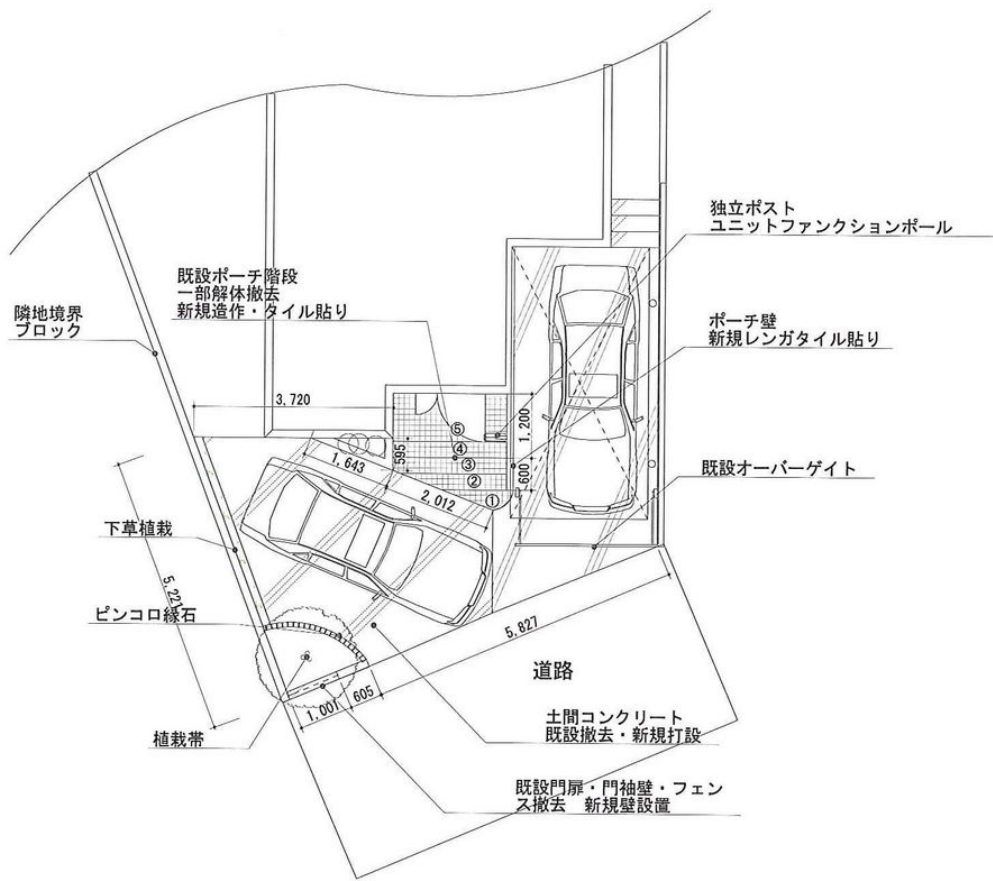 独立ポスト
ユニットファンクションポール
既設ポーチ階段
一部解体撤去
新規造作・タイル貼り
隣地境界
ブロック
ポーチ壁
新規レンガタイル貼り
3,720
1,200
⑤
④
③
②
①
595
600
1,643
2,012
既設オーバーゲイト
下草植栽
5,221
ピンコロ縁石
5,827
道路
1,001
605
植栽帯
土間コンクリート
既設撤去・新規打設
既設門扉・門袖壁・フェン
ス撤去 新規壁設置